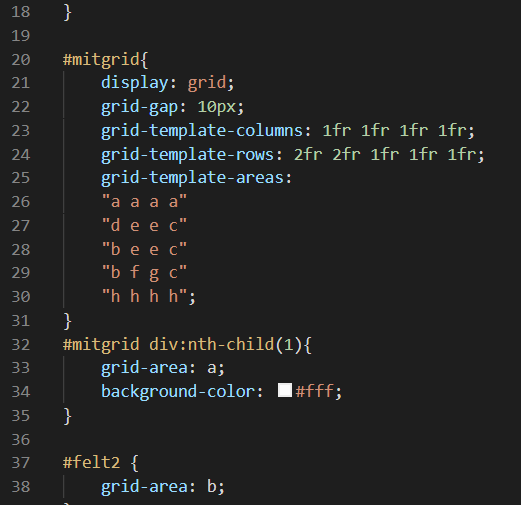 18 }
19
20 #mitgrid{
21 display: grid;
22 grid-gap: 10px;
23 grid-template-columns: 1fr 1fr 1fr 1fr;
24 grid-template-rows: 2fr 2fr 1fr 1fr 1fr;
25 grid-template-areas:
26 "a a a a"
27 "d e e c"
28 "b e e c"
29 "b f g c"
30 "h h h h";
31 }
32 #mitgrid div:nth-child(1){
33 grid-area: a;
34 background-color: #fff;
35 }
36
37 #felt2 {
38 grid-area: b;